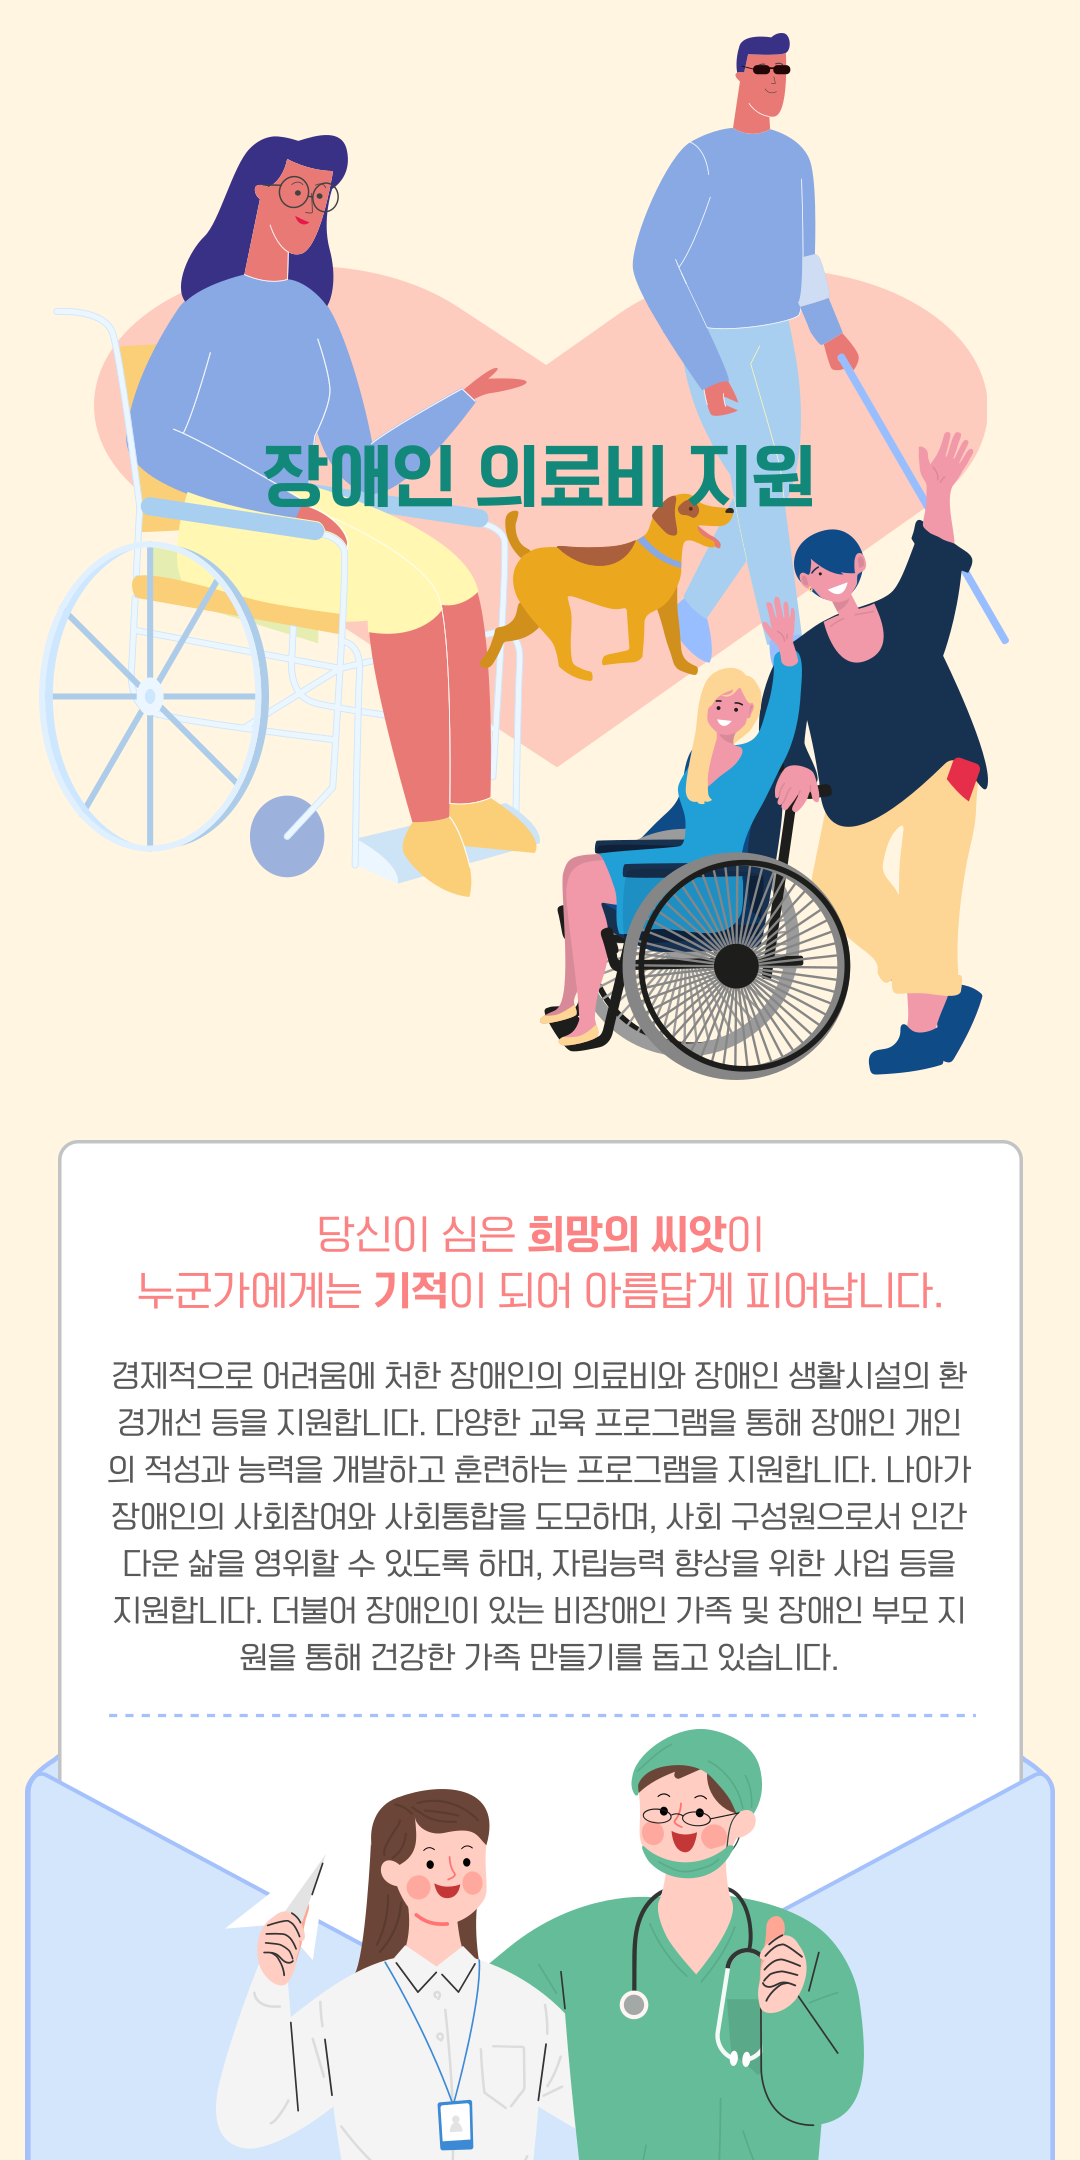 장애인 의료비 지원
당신이 심은 희망의 씨앗이
누군가에게는 기적이 되어 아름답게 피어납니다.
경제적으로 어려움에 처한 장애인의 의료비와 장애인 생활시설의 환
경개선 등을 지원합니다. 다양한 교육 프로그램을 통해 장애인 개인
의 적성과 능력을 개발하고 훈련하는 프로그램을 지원합니다. 나아가
장애인의 사회참여와 사회통합을 도모하며, 사회 구성원으로서 인간
다운 삶을 영위할 수 있도록 하며, 자립능력 향상을 위한 사업 등을
지원합니다. 더불어 장애인이 있는 비장애인 가족 및 장애인 부모 지
원을 통해 건강한 가족 만들기를 돕고 있습니다.